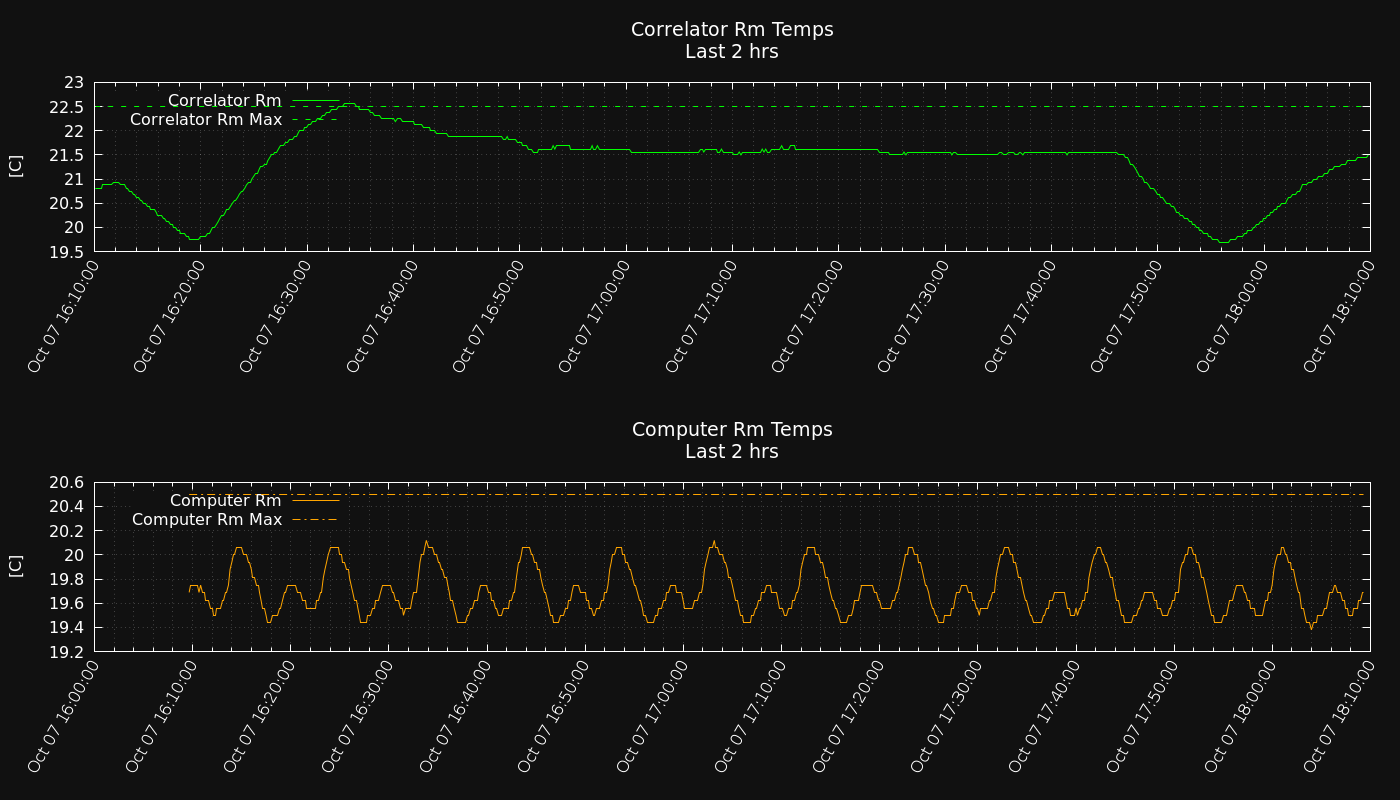 Correlator Rm Temps
Last 2 hrs
23
22.5
22
21.5
21
20.5
20
19.5
[C]
Correlator Rm
Correlator Rm Max
Oct 07 16:10:00
Oct 07 16:20:00
Oct 07 16:30:00
Oct 07 16:40:00
Oct 07 16:50:00
Oct 07 17:00:00
Oct 07 17:10:00
Oct 07 17:20:00
Oct 07 17:30:00
Oct 07 17:40:00
Oct 07 17:50:00
Oct 07 18:00:00
Oct 07 18:10:00
Computer Rm Temps
Last 2 hrs
20.6
20.4
20.2
20
19.8
19.6
19.4
19.2
[C]
Computer Rm
Computer Rm Max
Oct 07 16:00:00
Oct 07 16:10:00
Oct 07 16:20:00
Oct 07 16:30:00
Oct 07 16:40:00
Oct 07 16:50:00
Oct 07 17:00:00
Oct 07 17:10:00
Oct 07 17:20:00
Oct 07 17:30:00
Oct 07 17:40:00
Oct 07 17:50:00
Oct 07 18:00:00
Oct 07 18:10:00